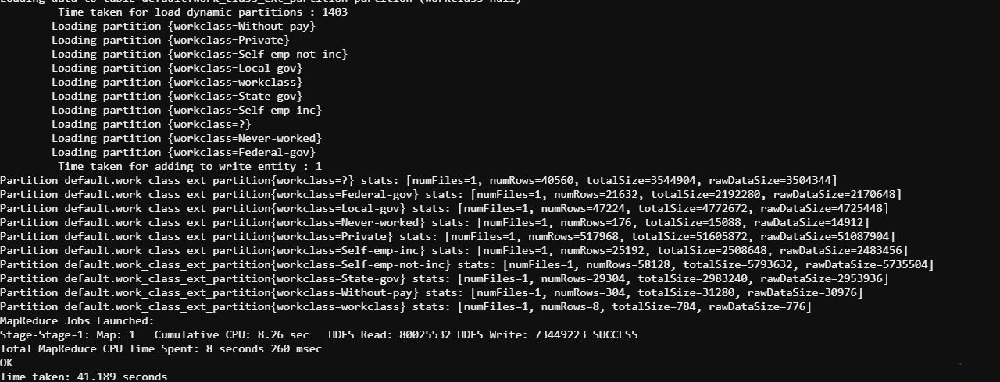 Loading data to table default.work_class_ext_partition partition (workclass=null)
Time taken for load dynamic partitions : 1403
Loading partition {workclass=Without-pay}
Loading partition {workclass=Private}
Loading partition {workclass=Self-emp-not-inc}
Loading partition {workclass=Local-gov}
Loading partition {workclass=workclass}
Loading partition {workclass=State-gov}
Loading partition {workclass=Self-emp-inc}
Loading partition {workclass=?}
Loading partition {workclass=Never-worked}
Loading partition {workclass=Federal-gov}
Time taken for adding to write entity : 1
Partition default.work_class_ext_partition{workclass=?} stats: [numFiles=1, numRows=40560, totalSize=3544904, rawDataSize=3504344]
Partition default.work_class_ext_partition{workclass=Federal-gov} stats: [numFiles=1, numRows=21632, totalSize=2192280, rawDataSize=2170648]
Partition default.work_class_ext_partition{workclass=Local-gov} stats: [numFiles=1, numRows=47224, totalSize=4772672, rawDataSize=4725448]
Partition default.work_class_ext_partition{workclass=Never-worked} stats: [numFiles=1, numRows=176, totalSize=15088, rawDataSize=14912]
Partition default.work_class_ext_partition{workclass=Private} stats: [numFiles=1, numRows=517968, totalSize=51605872, rawDataSize=51087904]
Partition default.work_class_ext_partition{workclass=Self-emp-inc} stats: [numFiles=1, numRows=25192, totalSize=2508648, rawDataSize=2483456]
Partition default.work_class_ext_partition{workclass=Self-emp-not-inc} stats: [numFiles=1, numRows=58128, totalSize=5793632, rawDataSize=5735504]
Partition default.work_class_ext_partition{workclass=State-gov} stats: [numFiles=1, numRows=29304, totalSize=2983240, rawDataSize=2953936]
Partition default.work_class_ext_partition{workclass=Without-pay} stats: [numFiles=1, numRows=304, totalSize=31280, rawDataSize=30976]
Partition default.work_class_ext_partition{workclass=workclass} stats: [numFiles=1, numRows=8, totalSize=784, rawDataSize=776]
MapReduce Jobs Launched:
Stage-Stage-1: Map: 1   Cumulative CPU: 8.26 sec   HDFS Read: 80025532 HDFS Write: 73449223 SUCCESS
Total MapReduce CPU Time Spent: 8 seconds 260 msec
OK
Time taken: 41.189 seconds